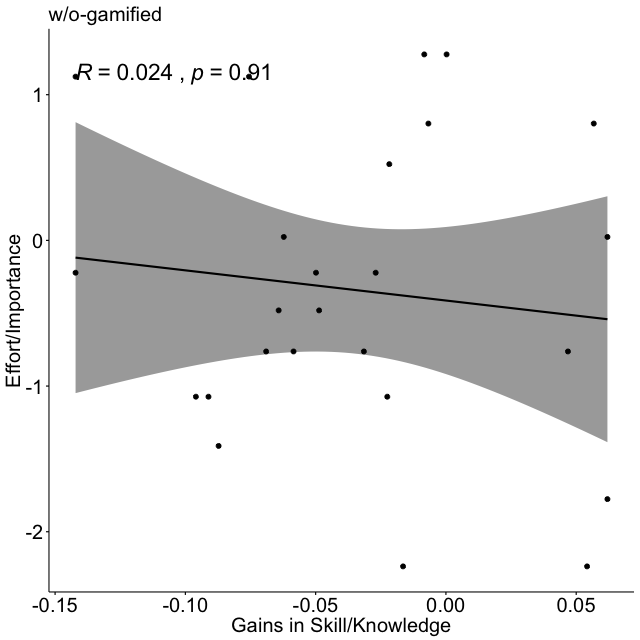 w/o-gamified
R = 0.024 , p = 0.91
1
0
-1
-2
Effort/Importance
-0.15 -0.10 -0.05 0.00 0.05
Gains in Skill/Knowledge